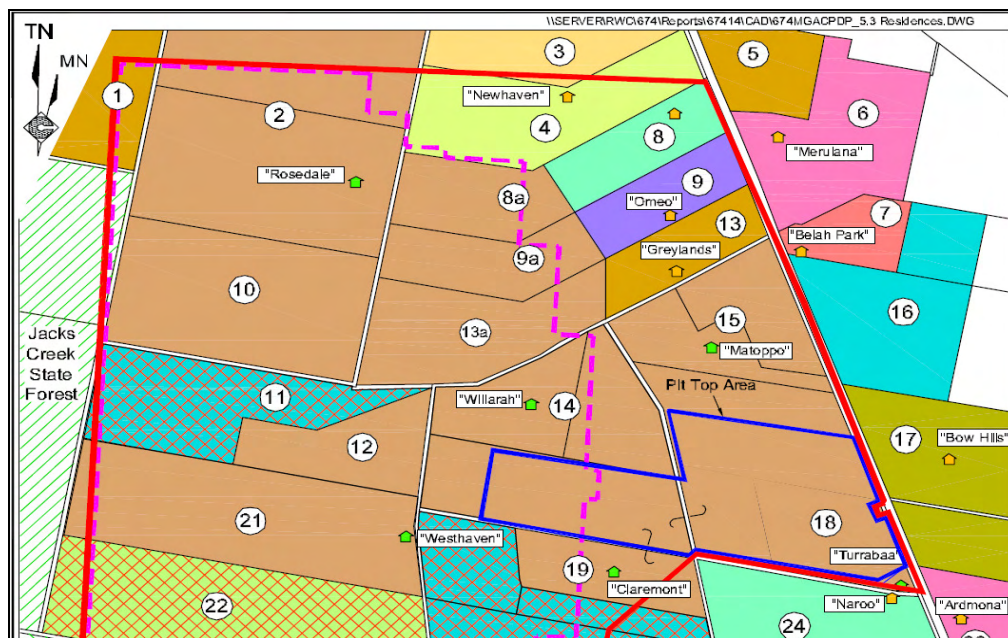 \\SERVER\RWC\674\Reports\67414\CAD\674MGACPDP_5.3 Residences.DWG
TN
MN
1
2
3
"Newhaven"
4
5
6
"Merulana"
8
"Rosedale"
8a
9
"Omeo"
7
"Belah Park"
13
"Greylands"
9a
10
13a
15
16
"Matoppo"
Jacks
Creek State
Forest
Pit Top Area
11
"Willarah"
14
12
17
"Bow Hills"
21
18
"Westhaven"
"Turrabaa"
19
"Claremont"
22
"Naroo"
"Ardmona"
24